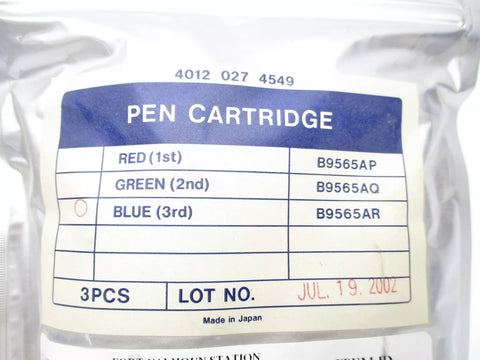 4012 027 4549
PEN CARTRIDGE
RED (1st) B9565AP
GREEN (2nd) B9565AQ
BLUE (3rd) B9565AR
3PCS LOT NO. JUL. 19. 2002
Made in Japan
STATION